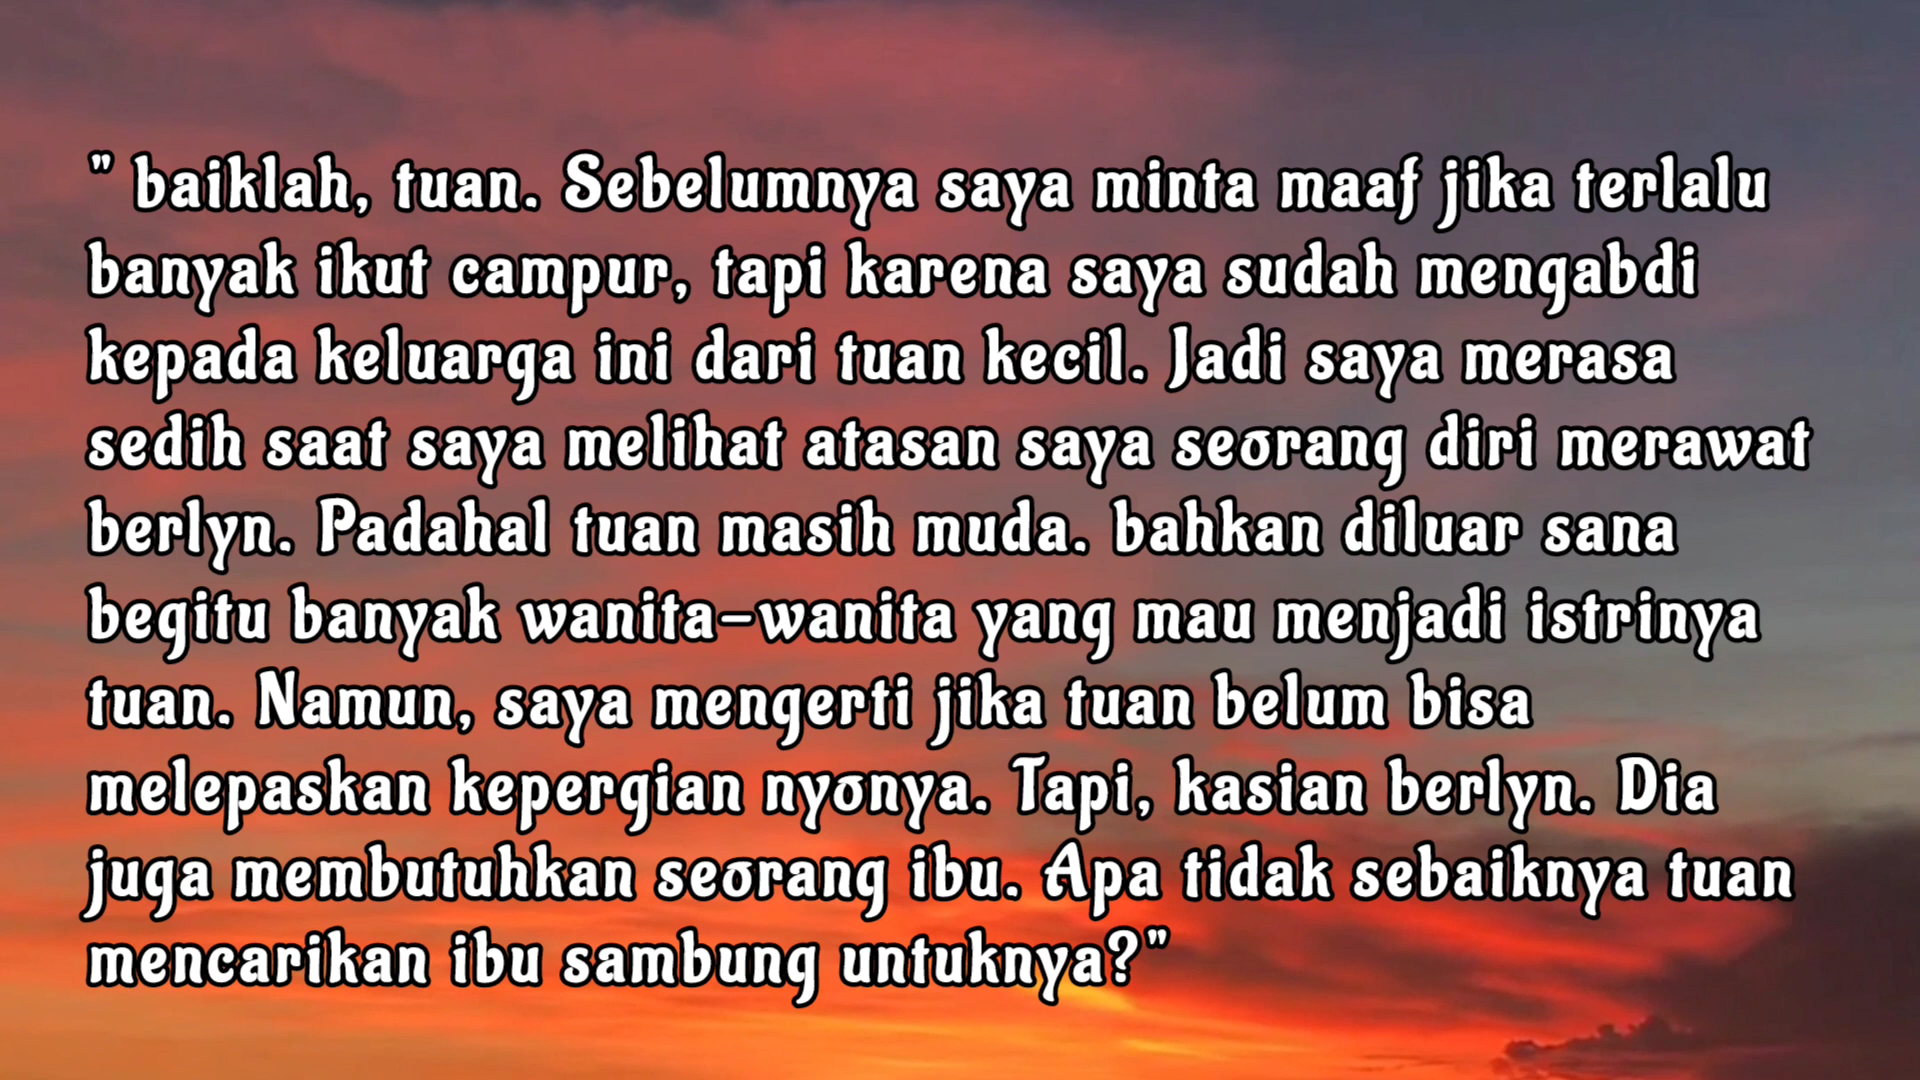 " baiklah, tuan. Sebelumnya saya minta maaf jika terlalu
banyak ikut campur, tapi karena saya sudah mengabdi
kepada keluarga ini dari tuan kecil. Jadi saya merasa
sedih saat saya melihat atasan saya seorang diri merawat
berlyn. Padahal tuan masih muda. bahkan diluar sana
begitu banyak wanita-wanita yang mau menjadi istrinya
tuan. Namun, saya mengerti jika tuan belum bisa
melepaskan kepergian nyonya. Tapi, kasian berlyn. Dia
juga membutuhkan seorang ibu. Apa tidak sebaiknya tuan
mencarikan ibu sambung untuknya?"